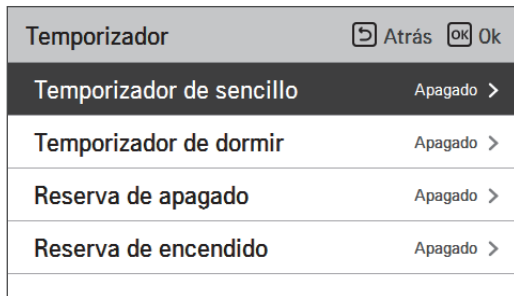 Temporizador Atrás OK Ok
Temporizador de sencillo Apagado >
Temporizador de dormir Apagado >
Reserva de apagado Apagado >
Reserva de encendido Apagado >